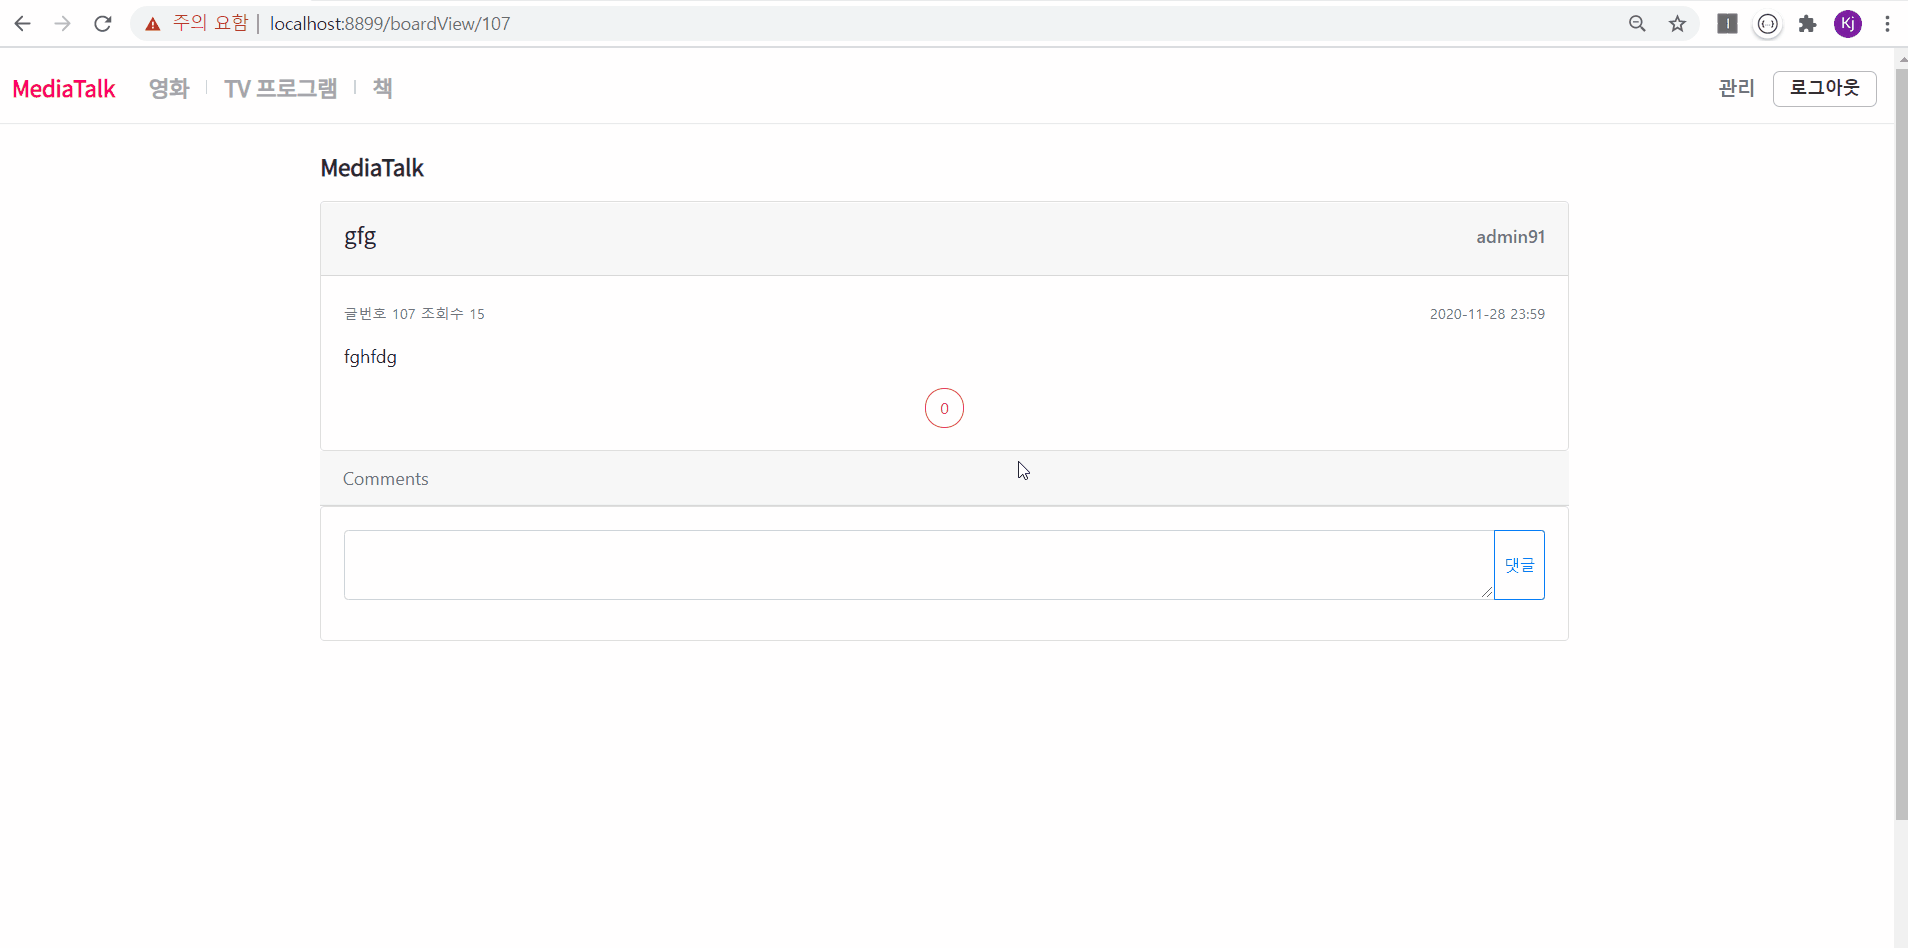 주의 요함 | localhost:8899/boardView/107
Kj
MediaTalk 영화 TV 프로그램 책 관리 로그아웃
MediaTalk
gfg admin91
글번호 107 조회수 15 2020-11-28 23:59
fghfdg
0
Comments
댓글